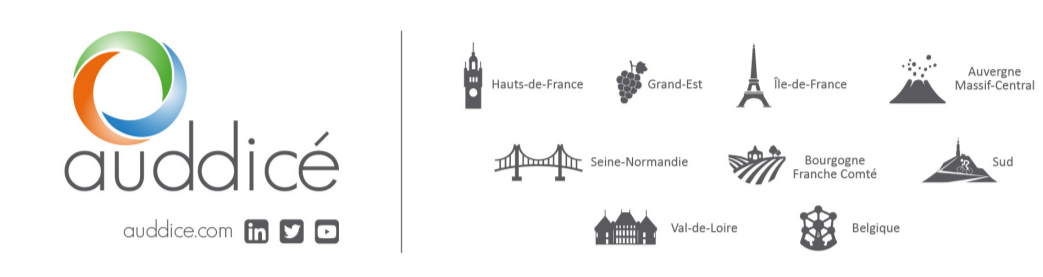 auddicé
auddice.com
Hauts-de-France
Grand-Est
Île-de-France
Auvergne
Massif-Central
Seine-Normandie
Bourgogne
Franche Comté
Sud
Val-de-Loire
Belgique